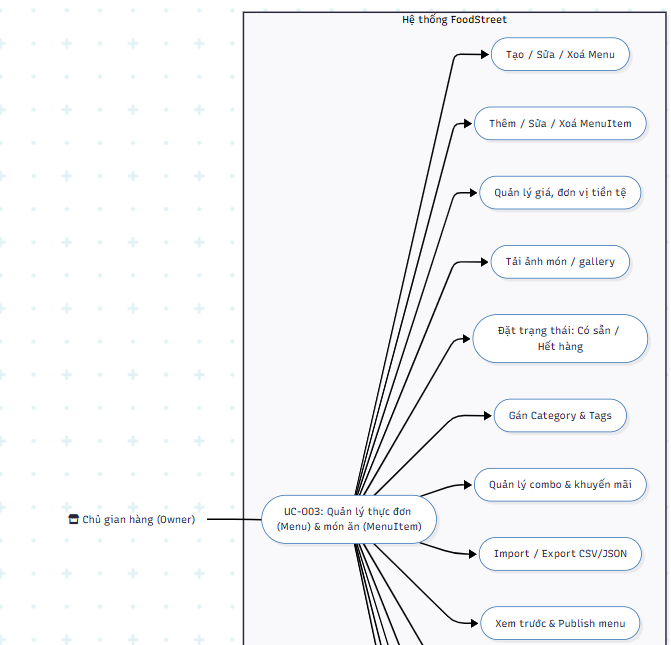 Hệ thống FoodStreet
Tạo / Sửa / Xoá Menu
Thêm / Sửa / Xoá MenuItem
Quản lý giá, đơn vị tiền tệ
Tải ảnh món / gallery
Đặt trạng thái: Có sẵn /
Hết hàng
Gán Category & Tags
Quản lý combo & khuyến mãi
Chủ gian hàng (Owner)
UC-003: Quản lý thực đơn
(Menu) & món ăn (MenuItem)
Import / Export CSV/JSON
Xem trước & Publish menu